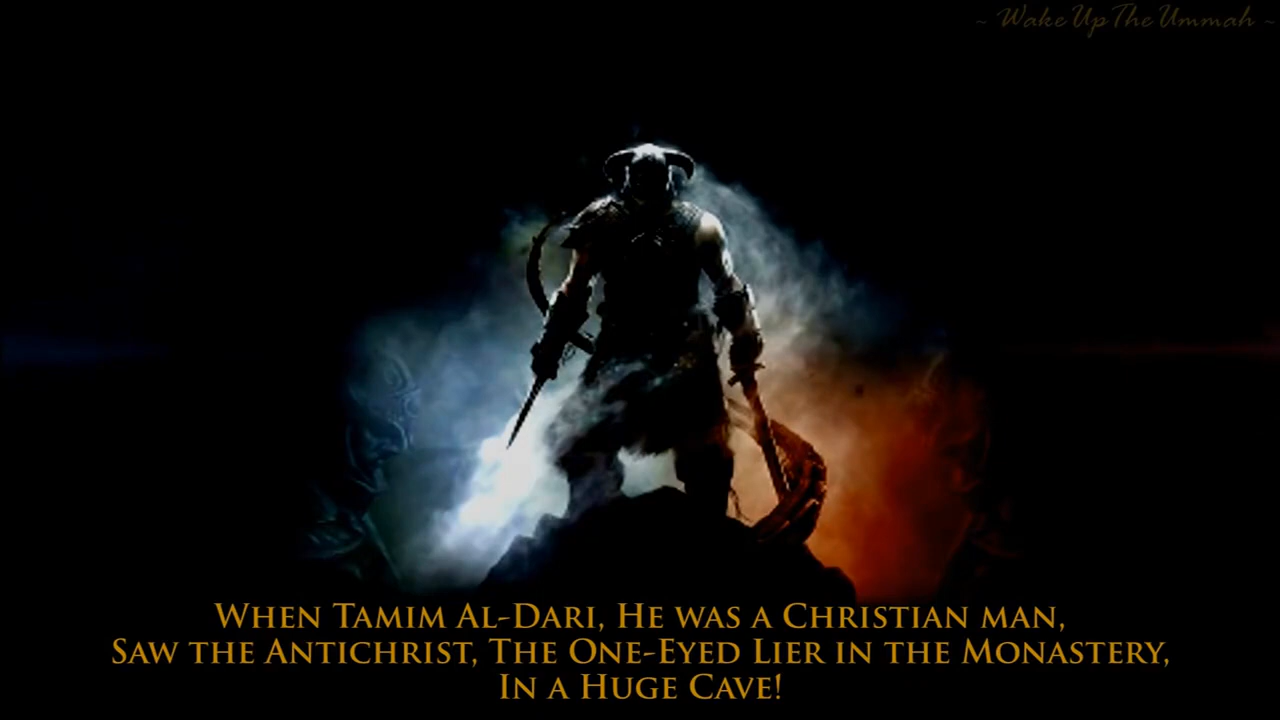 ~ Wake Up The Ummah ~
When Tamim Al-Dari, He was a Christian man,
Saw the Antichrist, The One-Eyed Lier in the Monastery,
In a Huge Cave!